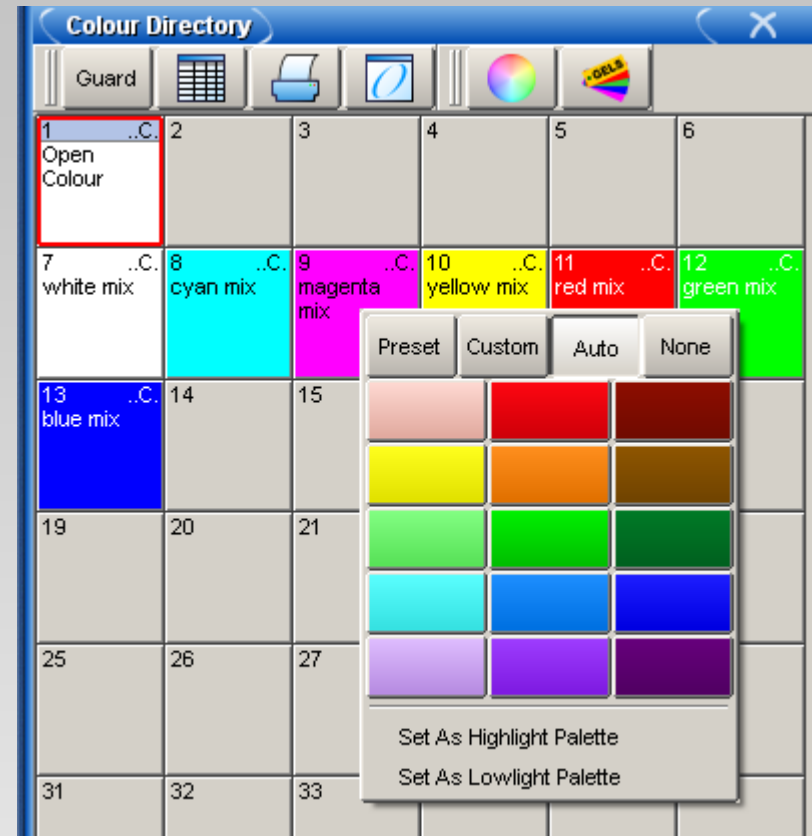 Colour Directory
Guard
GELS
1 ..C. 2 3 4 5 6
Open
Colour
7 ..C. 8 ..C. 9 ..C. 10 ..C. 11 ..C. 12 ..C.
white mix cyan mix magenta yellow mix red mix green mix
mix
Preset Custom Auto None
13 ..C. 14 15
blue mix
19 20 21
25 26 27
Set As Highlight Palette
Set As Lowlight Palette
31 32 33